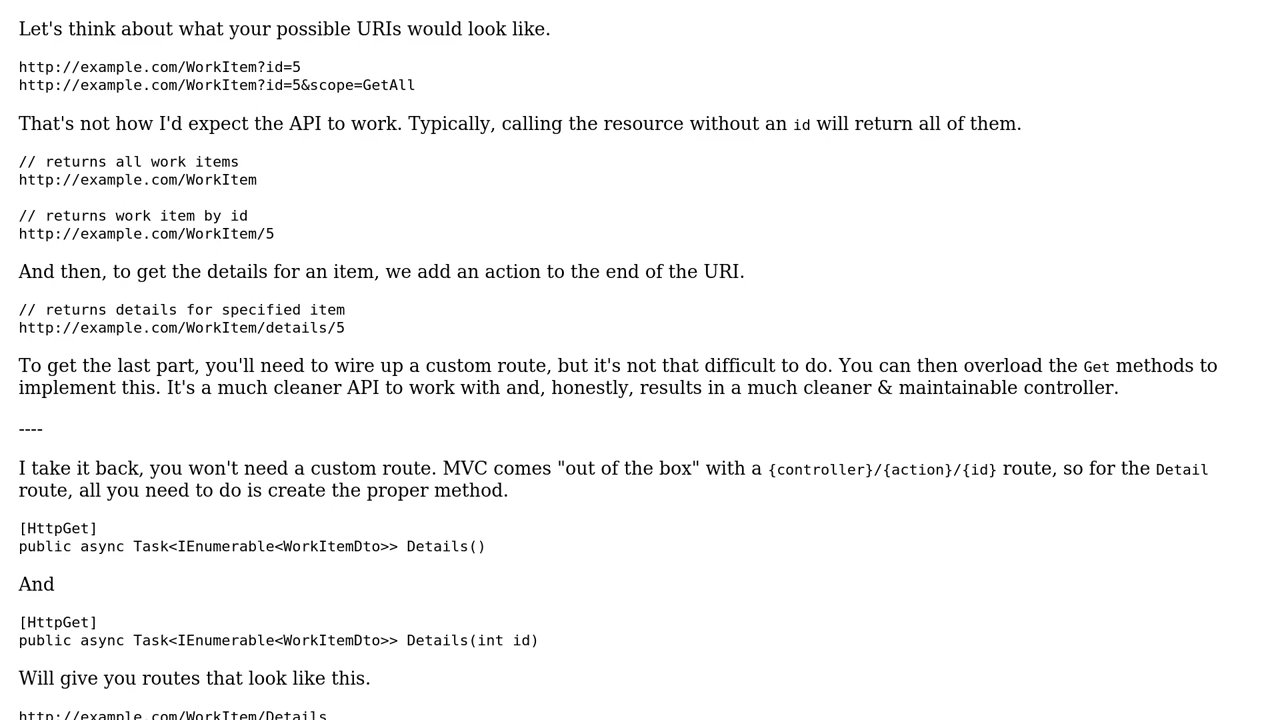 Let's think about what your possible URIs would look like.
http://example.com/WorkItem?id=5
http://example.com/WorkItem?id=5&scope=GetAll
That's not how I'd expect the API to work. Typically, calling the resource without an id will return all of them.
// returns all work items
http://example.com/WorkItem
// returns work item by id
http://example.com/WorkItem/5
And then, to get the details for an item, we add an action to the end of the URI.
// returns details for specified item
http://example.com/WorkItem/details/5
To get the last part, you'll need to wire up a custom route, but it's not that difficult to do. You can then overload the Get methods to
implement this. It's a much cleaner API to work with and, honestly, results in a much cleaner & maintainable controller.
----
I take it back, you won't need a custom route. MVC comes "out of the box" with a {controller}/{action}/{id} route, so for the Detail
route, all you need to do is create the proper method.
[HttpGet]
public async Task<IEnumerable<WorkItemDto>> Details()
And
[HttpGet]
public async Task<IEnumerable<WorkItemDto>> Details(int id)
Will give you routes that look like this.
http://example.com/WorkItem/Details